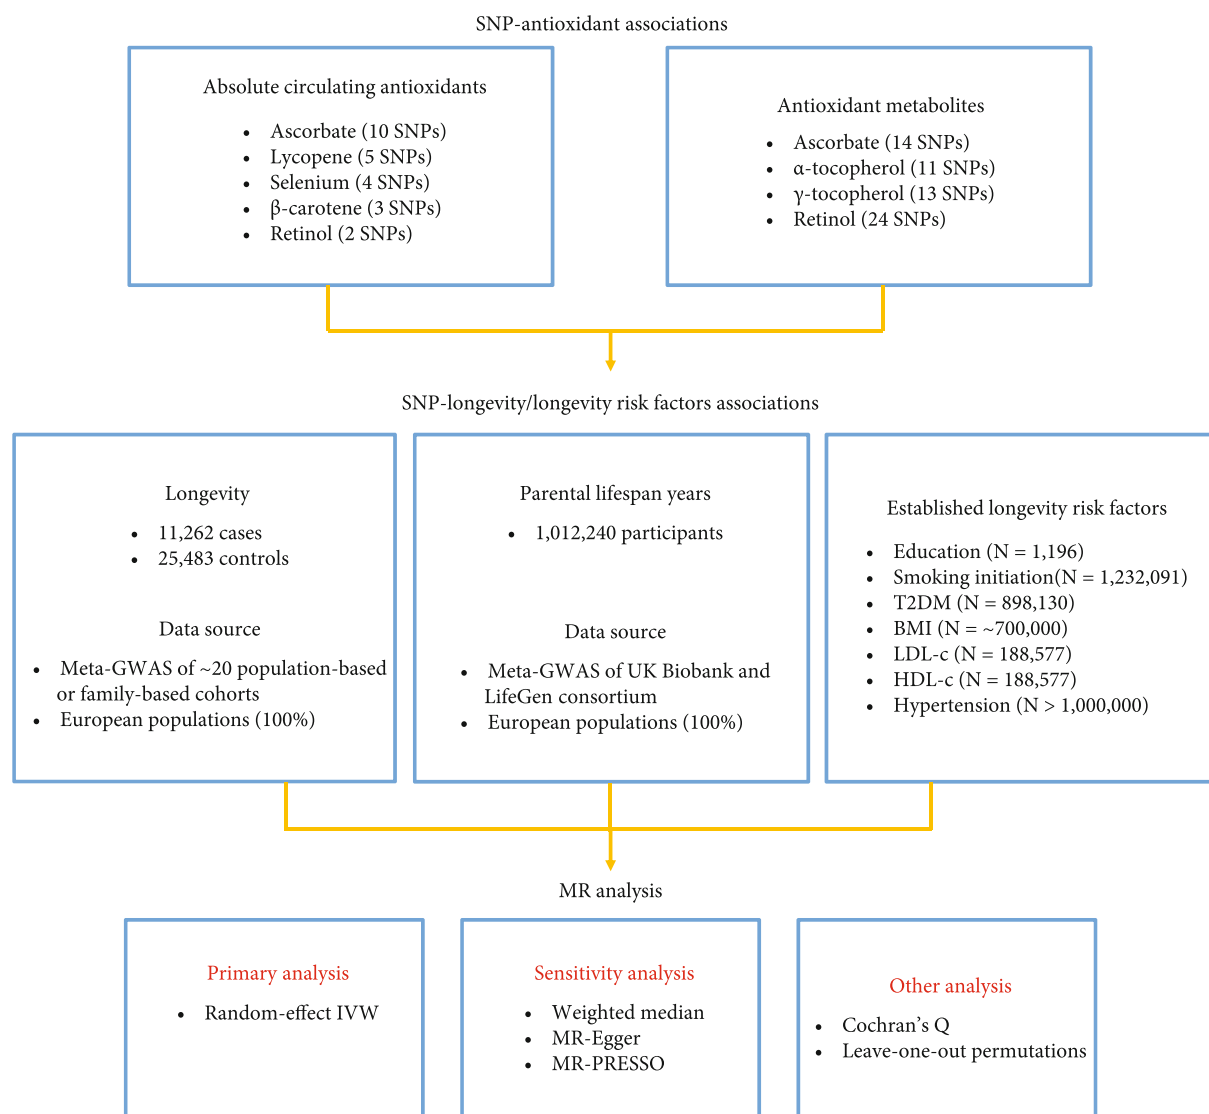 SNP-antioxidant associations
Absolute circulating antioxidants
• Ascorbate (10 SNPs)
• Lycopene (5 SNPs)
• Selenium (4 SNPs)
• β-carotene (3 SNPs)
• Retinol (2 SNPs)
Antioxidant metabolites
• Ascorbate (14 SNPs)
• α-tocopherol (11 SNPs)
• γ-tocopherol (13 SNPs)
• Retinol (24 SNPs)
SNP-longevity/longevity risk factors associations
Longevity
• 11,262 cases
• 25,483 controls
Data source
• Meta-GWAS of ~20 population-based
or family-based cohorts
• European populations (100%)
Parental lifespan years
• 1,012,240 participants
Data source
• Meta-GWAS of UK Biobank and
LifeGen consortium
• European populations (100%)
Established longevity risk factors
• Education (N = 1,196)
• Smoking initiation(N = 1,232,091)
• T2DM (N = 898,130)
• BMI (N = ~700,000)
• LDL-c (N = 188,577)
• HDL-c (N = 188,577)
• Hypertension (N > 1,000,000)
MR analysis
Primary analysis
• Random-effect IVW
Sensitivity analysis
• Weighted median
• MR-Egger
• MR-PRESSO
Other analysis
• Cochran's Q
• Leave-one-out permutations